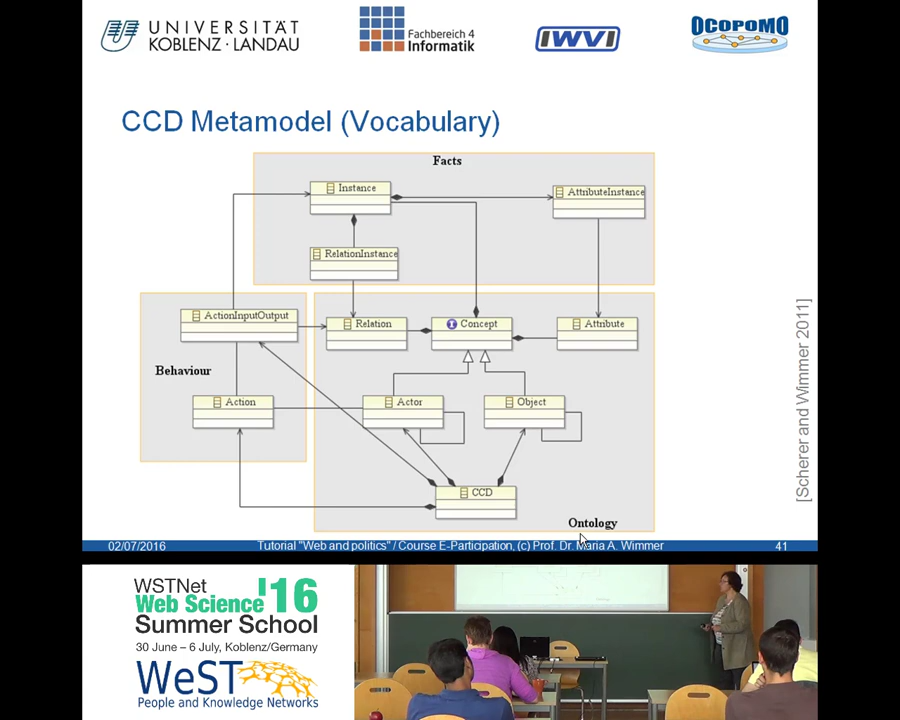 UNIVERSITÄT
KOBLENZ · LANDAU
Fachbereich 4
Informatik
IWVI
OCOPOMO
CCD Metamodel (Vocabulary)
Facts
Instance
AttributeInstance
RelationInstance
ActionInputOutput
Relation
I Concept
Attribute
Behaviour
Action
Actor
Object
CCD
Ontology
[Scherer and Wimmer 2011]
02/07/2016
Tutorial "Web and politics" / Course E-Participation, (c) Prof. Dr. Maria A. Wimmer
41
WSTNet
Web Science '16
Summer School
30 June – 6 July, Koblenz/Germany
WeST
People and Knowledge Networks